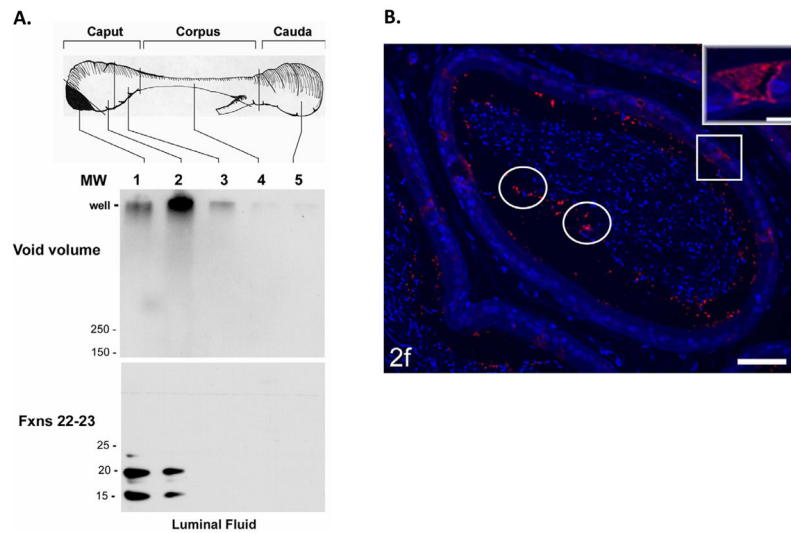 A.
Caput Corpus Cauda
MW 1 2 3 4 5
well -
Void volume
250 -
150 -
Fxns 22-23
25 -
20 -
15 -
Luminal Fluid
B.
2f